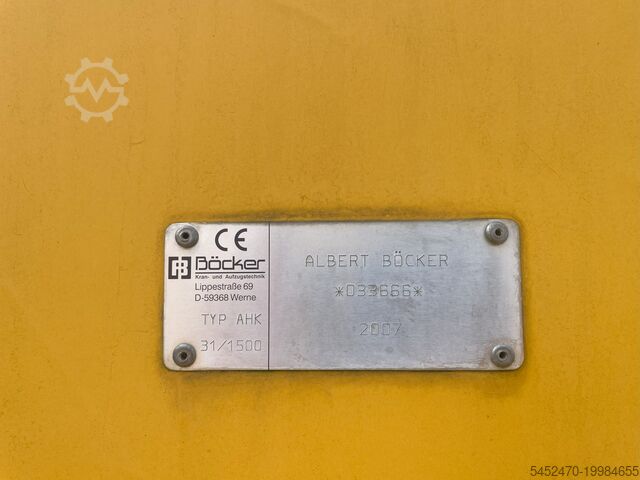 CE
Böcker
Kran- und Aufzugstechnik
Lippestraße 69
D-59368 Werne
TYP AHK
31/1500
ALBERT BÖCKER
*033666*
2007
5452470-19984655